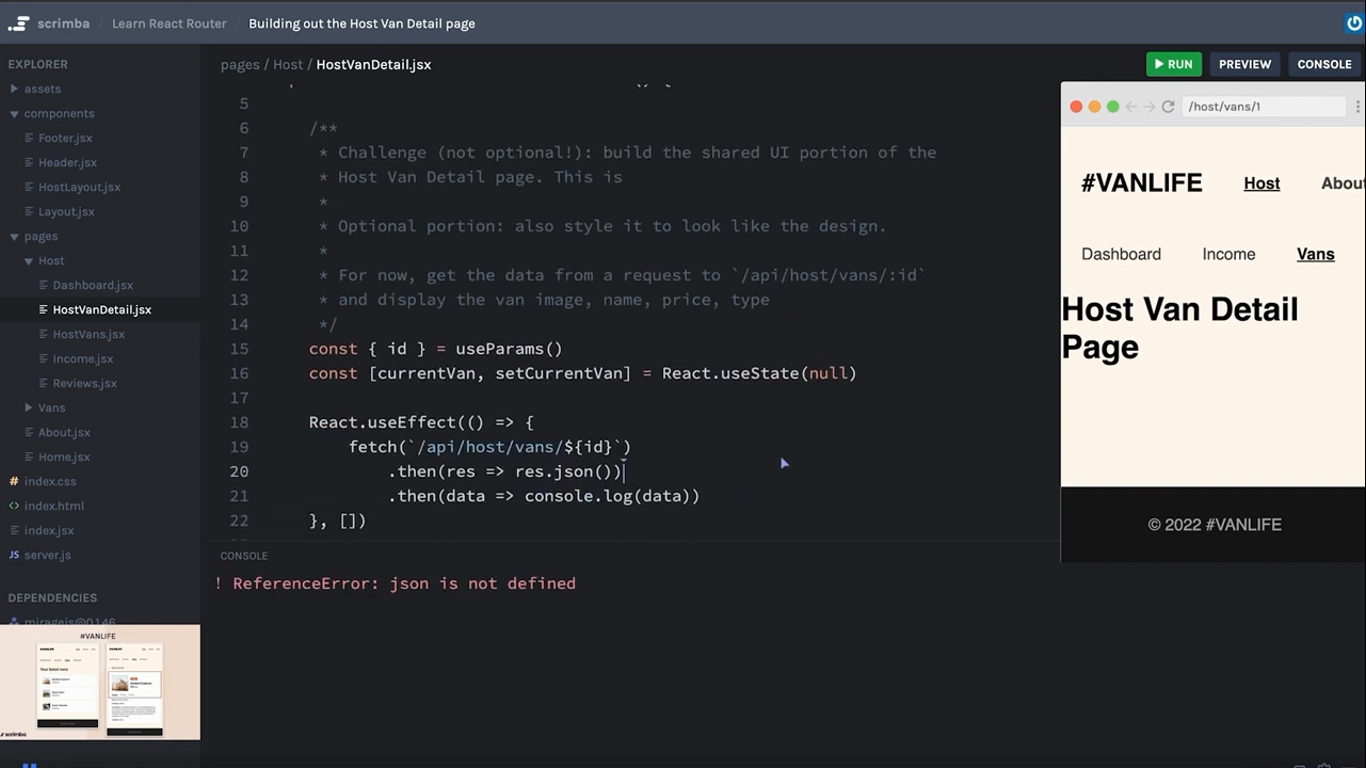 scrimba / Learn React Router / Building out the Host Van Detail page
EXPLORER
assets
components
Footer.jsx
Header.jsx
HostLayout.jsx
Layout.jsx
pages
Host
Dashboard.jsx
HostVanDetail.jsx
HostVans.jsx
Income.jsx
Reviews.jsx
Vans
About.jsx
Home.jsx
index.css
index.html
index.jsx
JS server.js
DEPENDENCIES
miragejs@0.1.46
pages / Host / HostVanDetail.jsx
RUN PREVIEW CONSOLE
5
6 /**
7 * Challenge (not optional!): build the shared UI portion of the
8 * Host Van Detail page. This is
9 *
10 * Optional portion: also style it to look like the design.
11 *
12 * For now, get the data from a request to `/api/host/vans/:id`
13 * and display the van image, name, price, type
14 */
15 const { id } = useParams()
16 const [currentVan, setCurrentVan] = React.useState(null)
17
18 React.useEffect(() => {
19 fetch(`/api/host/vans/${id}`)
20 .then(res => res.json())
21 .then(data => console.log(data))
22 }, [])
CONSOLE
! ReferenceError: json is not defined
/host/vans/1
#VANLIFE Host Abou
Dashboard Income Vans
Host Van Detail
Page
© 2022 #VANLIFE
#VANLIFE
scrimba